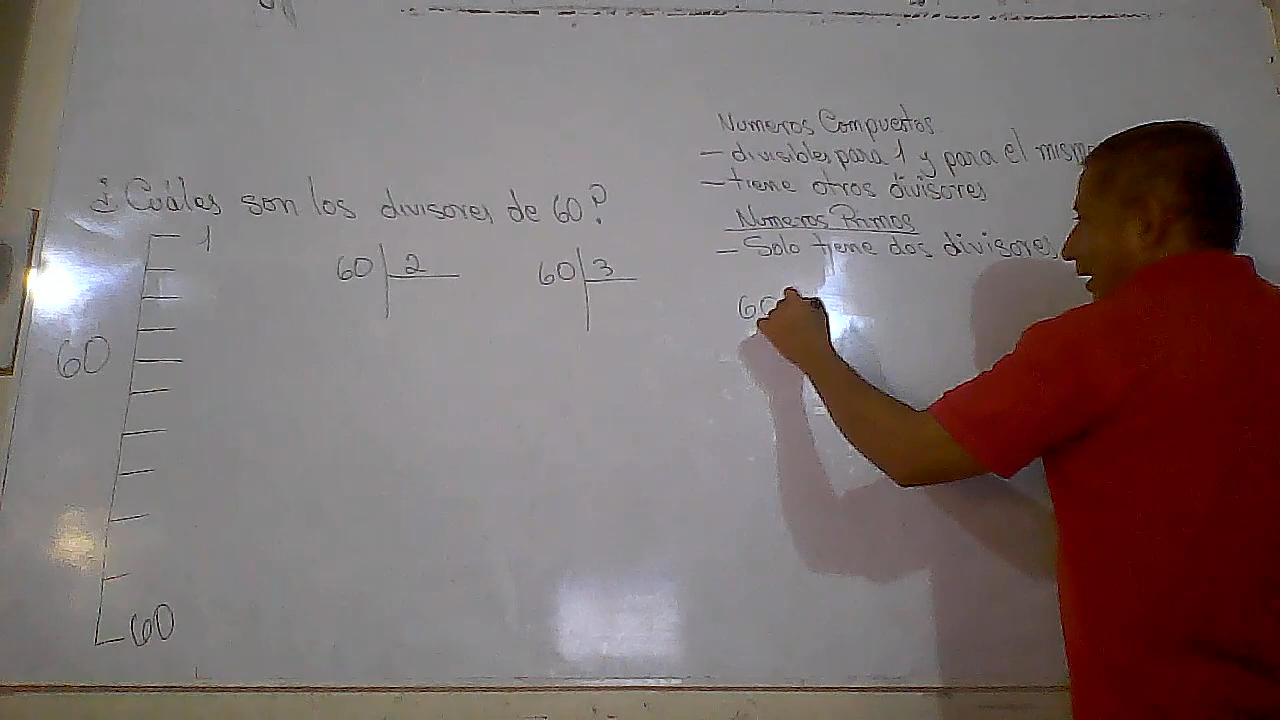 Numeros Compuestos
- divisibles para 1 y para el mismo
- tiene otros divisores
Numeros Primos
- Solo tiene dos divisores
¿Cuáles son los divisores de 60?
1
60 2
60 3
60
60
60